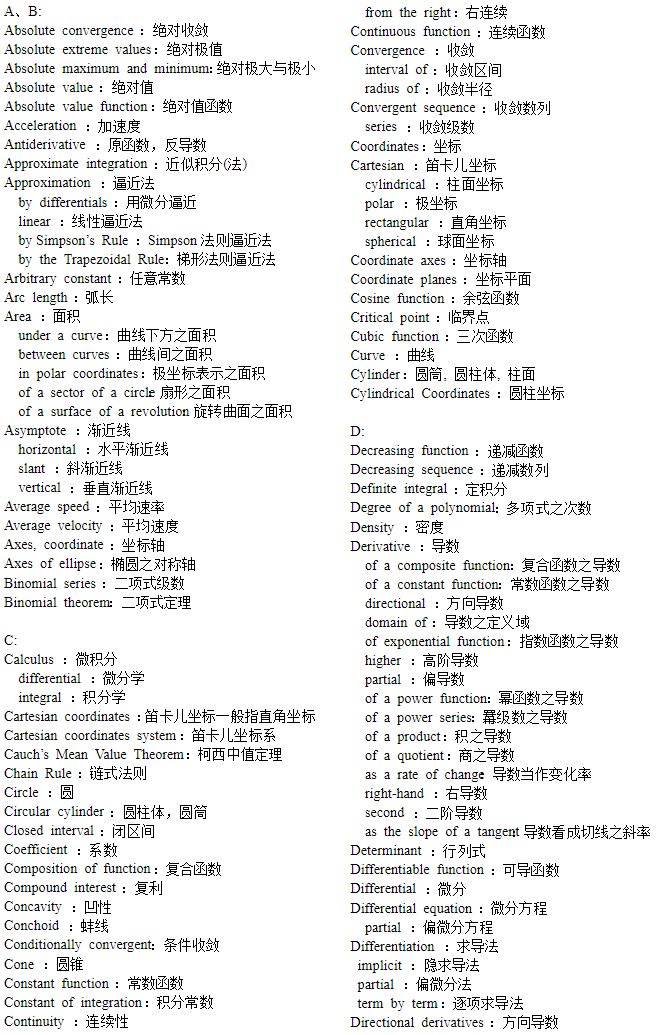 A、B:
Absolute convergence ：绝对收敛
Absolute extreme values：绝对极值
Absolute maximum and minimum：绝对极大与极小
Absolute value ：绝对值
Absolute value function：绝对值函数
Acceleration ：加速度
Antiderivative ：原函数，反导数
Approximate integration ：近似积分(法)
Approximation ：逼近法
by differentials ：用微分逼近
linear ：线性逼近法
by Simpson’s Rule ：Simpson 法则逼近法
by the Trapezoidal Rule：梯形法则逼近法
Arbitrary constant ：任意常数
Arc length ：弧长
Area ：面积
under a curve：曲线下方之面积
between curves ：曲线间之面积
in polar coordinates：极坐标表示之面积
of a sector of a circle 扇形之面积
of a surface of a revolution 旋转曲面之面积
Asymptote ：渐近线
horizontal ：水平渐近线
slant ：斜渐近线
vertical ：垂直渐近线
Average speed ：平均速率
Average velocity ：平均速度
Axes, coordinate ：坐标轴
Axes of ellipse：椭圆之对称轴
Binomial series ：二项式级数
Binomial theorem：二项式定理
C:
Calculus ：微积分
differential ：微分学
integral ：积分学
Cartesian coordinates ：笛卡儿坐标一般指直角坐标
Cartesian coordinates system：笛卡儿坐标系
Cauch’s Mean Value Theorem：柯西中值定理
Chain Rule ：链式法则
Circle ：圆
Circular cylinder ：圆柱体，圆筒
Closed interval ：闭区间
Coefficient ：系数
Composition of function：复合函数
Compound interest ：复利
Concavity ：凹性
Conchoid ：蚌线
Conditionally convergent：条件收敛
Cone ：圆锥
Constant function ：常数函数
Constant of integration：积分常数
Continuity ：连续性
from the right：右连续
Continuous function ：连续函数
Convergence ：收敛
interval of ：收敛区间
radius of ：收敛半径
Convergent sequence ：收敛数列
series ：收敛级数
Coordinates：坐标
Cartesian ：笛卡儿坐标
cylindrical ：柱面坐标
polar ：极坐标
rectangular ：直角坐标
spherical ：球面坐标
Coordinate axes ：坐标轴
Coordinate planes ：坐标平面
Cosine function ：余弦函数
Critical point ：临界点
Cubic function ：三次函数
Curve ：曲线
Cylinder：圆筒, 圆柱体, 柱面
Cylindrical Coordinates ：圆柱坐标
D:
Decreasing function ：递减函数
Decreasing sequence ：递减数列
Definite integral ：定积分
Degree of a polynomial：多项式之次数
Density ：密度
Derivative ：导数
of a composite function：复合函数之导数
of a constant function：常数函数之导数
directional ：方向导数
domain of ：导数之定义域
of exponential function：指数函数之导数
higher ：高阶导数
partial ：偏导数
of a power function：幂函数之导数
of a power series：羃级数之导数
of a product：积之导数
of a quotient：商之导数
as a rate of change 导数当作变化率
right-hand ：右导数
second ：二阶导数
as the slope of a tangent 导数看成切线之斜率
Determinant ：行列式
Differentiable function ：可导函数
Differential ：微分
Differential equation ：微分方程
partial ：偏微分方程
Differentiation ：求导法
implicit ：隐求导法
partial ：偏微分法
term by term：逐项求导法
Directional derivatives ：方向导数